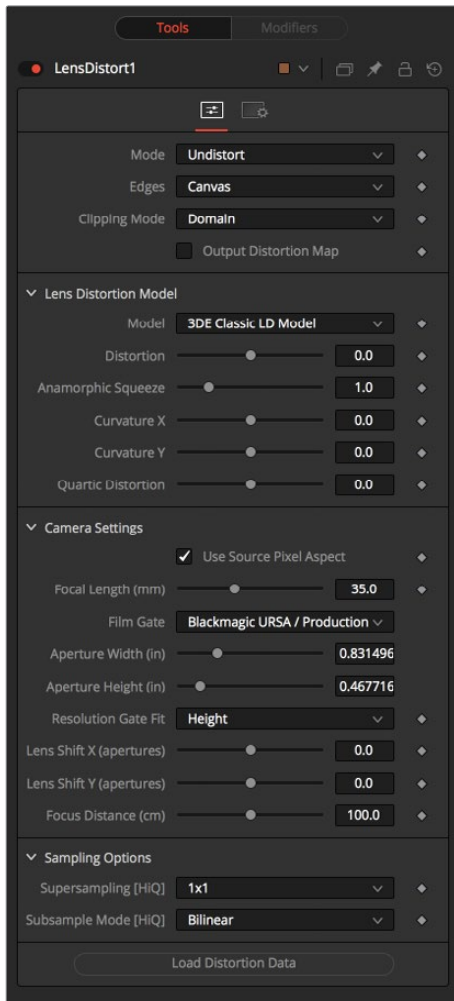 Tools Modifiers
LensDistort1
Mode Undistort
Edges Canvas
Clipping Mode Domain
Output Distortion Map
Lens Distortion Model
Model 3DE Classic LD Model
Distortion 0.0
Anamorphic Squeeze 1.0
Curvature X 0.0
Curvature Y 0.0
Quartic Distortion 0.0
Camera Settings
Use Source Pixel Aspect
Focal Length (mm) 35.0
Film Gate Blackmagic URSA / Production
Aperture Width (in) 0.831496
Aperture Height (in) 0.467716
Resolution Gate Fit Height
Lens Shift X (apertures) 0.0
Lens Shift Y (apertures) 0.0
Focus Distance (cm) 100.0
Sampling Options
Supersampling [HiQ] 1x1
Subsample Mode [HiQ] Bilinear
Load Distortion Data